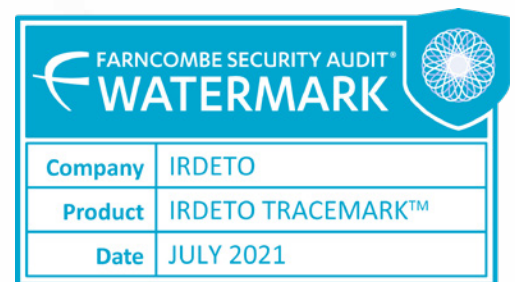 FARNCOMBE SECURITY AUDIT®
WATERMARK
Company IRDETO
Product IRDETO TRACEMARK™
Date JULY 2021